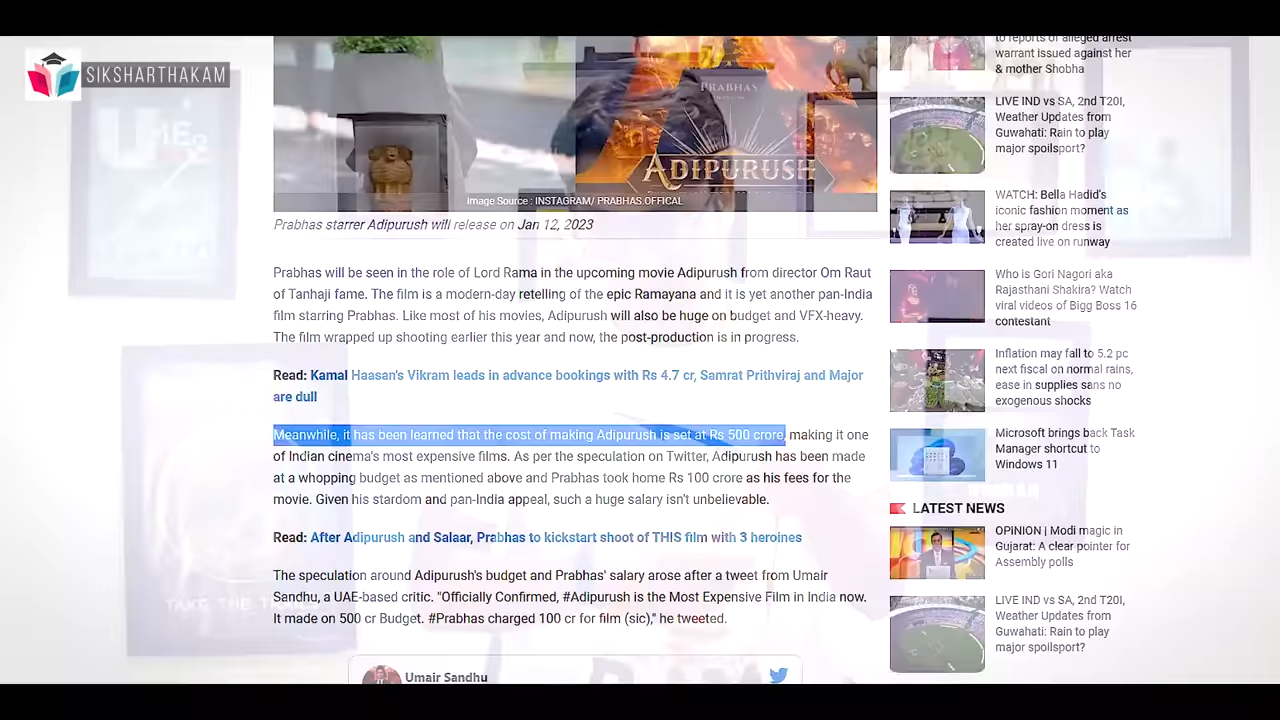 SIKSHARTHAKAM
PRABHAS
ADIPURUSH
Image Source : INSTAGRAM/ PRABHAS.OFFICAL
Prabhas starrer Adipurush will release on Jan 12, 2023
Prabhas will be seen in the role of Lord Rama in the upcoming movie Adipurush from director Om Raut
of Tanhaji fame. The film is a modern-day retelling of the epic Ramayana and it is yet another pan-India
film starring Prabhas. Like most of his movies, Adipurush will also be huge on budget and VFX-heavy.
The film wrapped up shooting earlier this year and now, the post-production is in progress.
Read: Kamal Haasan's Vikram leads in advance bookings with Rs 4.7 cr, Samrat Prithviraj and Major
are dull
Meanwhile, it has been learned that the cost of making Adipurush is set at Rs 500 crore, making it one
of Indian cinema's most expensive films. As per the speculation on Twitter, Adipurush has been made
at a whopping budget as mentioned above and Prabhas took home Rs 100 crore as his fees for the
movie. Given his stardom and pan-India appeal, such a huge salary isn't unbelievable.
Read: After Adipurush and Salaar, Prabhas to kickstart shoot of THIS film with 3 heroines
The speculation around Adipurush's budget and Prabhas' salary arose after a tweet from Umair
Sandhu, a UAE-based critic. "Officially Confirmed, #Adipurush is the Most Expensive Film in India now.
It made on 500 cr Budget. #Prabhas charged 100 cr for film (sic)," he tweeted.
Umair Sandhu
to reports of alleged arrest
warrant issued against her
& mother Shobha
LIVE IND vs SA, 2nd T20I,
Weather Updates from
Guwahati: Rain to play
major spoilsport?
WATCH: Bella Hadid's
iconic fashion moment as
her spray-on dress is
created live on runway
Who is Gori Nagori aka
Rajasthani Shakira? Watch
viral videos of Bigg Boss 16
contestant
Inflation may fall to 5.2 pc
next fiscal on normal rains,
ease in supplies sans no
exogenous shocks
Microsoft brings back Task
Manager shortcut to
Windows 11
LATEST NEWS
OPINION | Modi magic in
Gujarat: A clear pointer for
Assembly polls
LIVE IND vs SA, 2nd T20I,
Weather Updates from
Guwahati: Rain to play
major spoilsport?